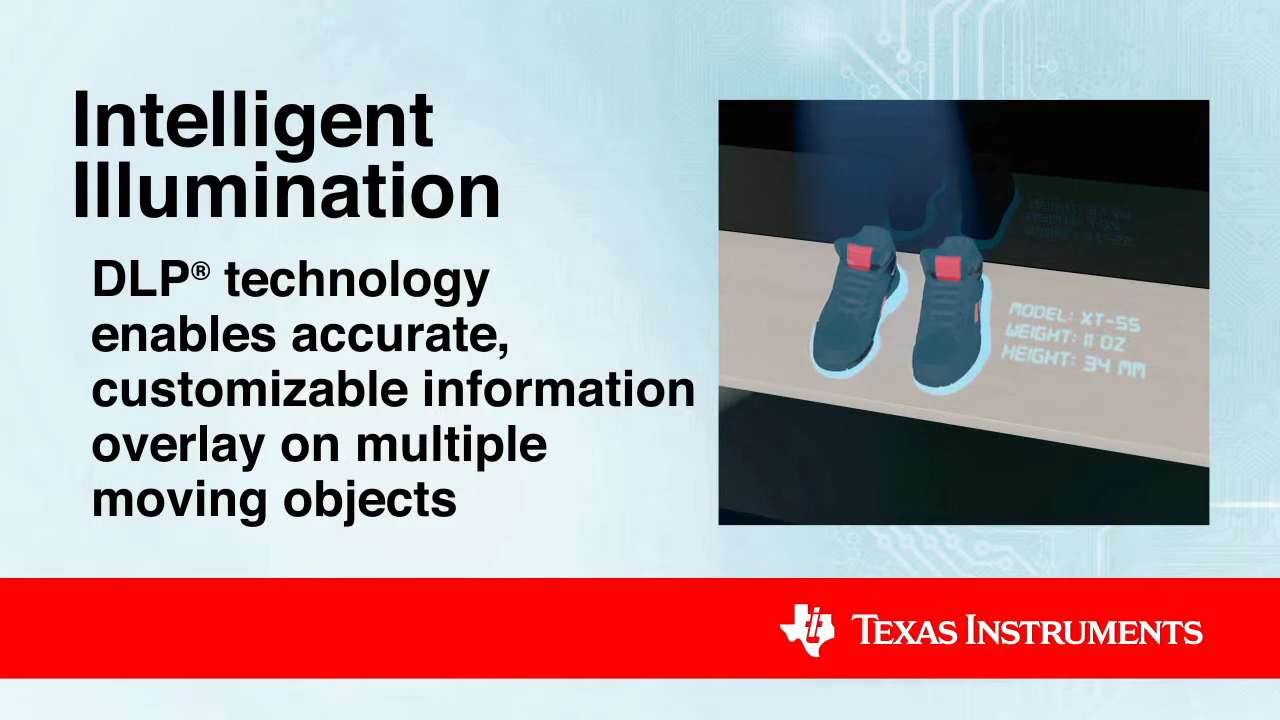 Intelligent
Illumination
DLP® technology
enables accurate,
customizable information
overlay on multiple
moving objects
MODEL: XT-5S
WEIGHT: 11 OZ
HEIGHT: 34 MM
TEXAS INSTRUMENTS